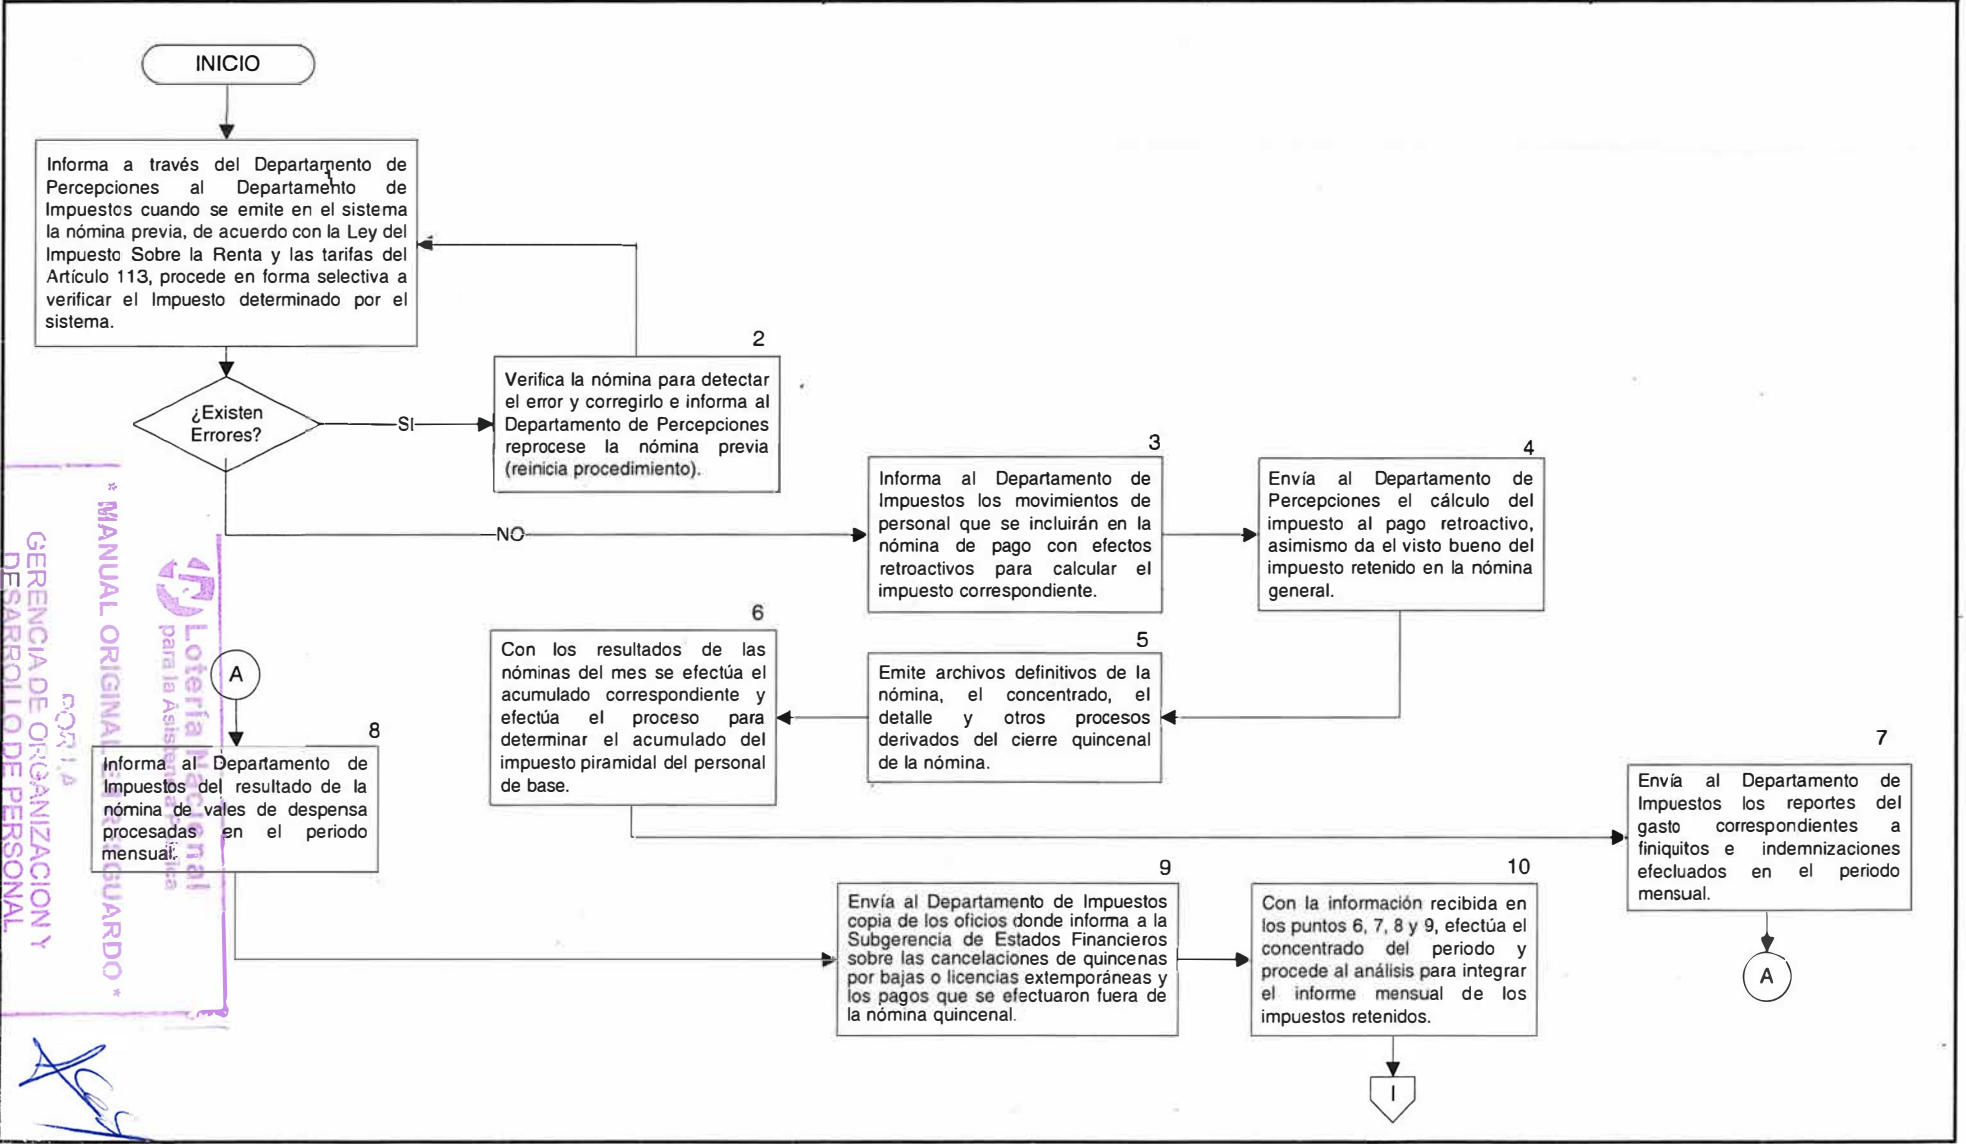 INICIO
Informa a través del Departamento de
Percepciones al Departamento de
Impuestos cuando se emite en el sistema
la nómina previa, de acuerdo con la Ley del
Impuesto Sobre la Renta y las tarifas del
Artículo 113, procede en forma selectiva a
verificar el Impuesto determinado por el
sistema.
¿Existen
Errores?
SI
2
Verifica la nómina para detectar
el error y corregirlo e informa al
Departamento de Percepciones
reprocese la nómina previa
(reinicia procedimiento).
NO
3
Informa al Departamento de
Impuestos los movimientos de
personal que se incluirán en la
nómina de pago con efectos
retroactivos para calcular el
impuesto correspondiente.
4
Envía al Departamento de
Percepciones el cálculo del
impuesto al pago retroactivo,
asimismo da el visto bueno del
impuesto retenido en la nómina
general.
5
Emite archivos definitivos de la
nómina, el concentrado, el
detalle y otros procesos
derivados del cierre quincenal
de la nómina.
6
Con los resultados de las
nóminas del mes se efectúa el
acumulado correspondiente y
efectúa el proceso para
determinar el acumulado del
impuesto piramidal del personal
de base.
7
Envía al Departamento de
Impuestos los reportes del
gasto correspondientes a
finiquitos e indemnizaciones
efectuados en el periodo
mensual.
A
A
8
Informa al Departamento de
Impuestos del resultado de la
nómina de vales de despensa
procesadas en el periodo
mensual.
9
Envía al Departamento de Impuestos
copia de los oficios donde informa a la
Subgerencia de Estados Financieros
sobre las cancelaciones de quincenas
por bajas o licencias extemporáneas y
los pagos que se efectuaron fuera de
la nómina quincenal.
10
Con la información recibida en
los puntos 6, 7, 8 y 9, efectúa el
concentrado del periodo y
procede al análisis para integrar
el informe mensual de los
impuestos retenidos.
I
Lotería Nacional
para la Asistencia Pública
* MANUAL ORIGINAL EN RESGUARDO *
POR LA
GERENCIA DE ORGANIZACION Y
DESARROLLO DE PERSONAL